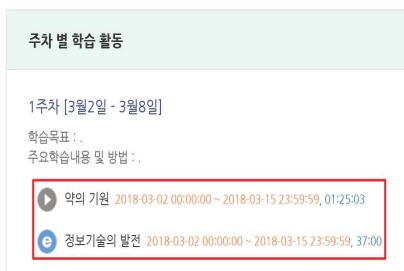 주차 별 학습 활동
1주차 [3월2일 - 3월8일]
학습목표 : .
주요학습내용 및 방법 : .
약의 기원 2018-03-02 00:00:00 ~ 2018-03-15 23:59:59, 01:25:03
정보기술의 발전 2018-03-02 00:00:00 ~ 2018-03-15 23:59:59, 37:00